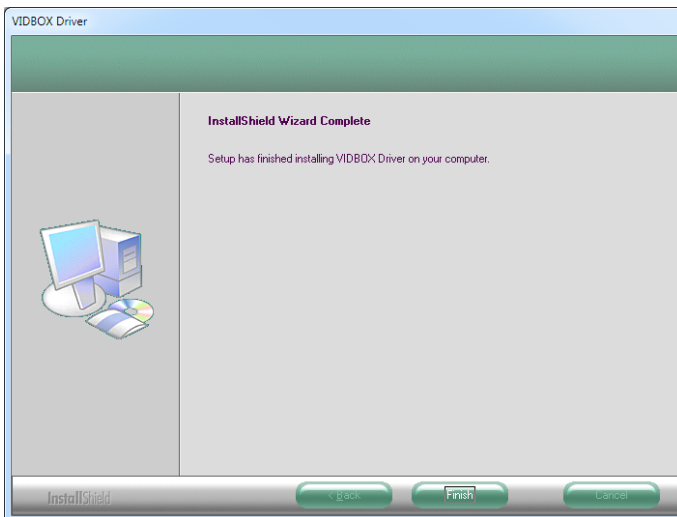 VIDBOX Driver
InstallShield Wizard Complete
Setup has finished installing VIDBOX Driver on your computer.
InstallShield
< Back
Finish
Cancel